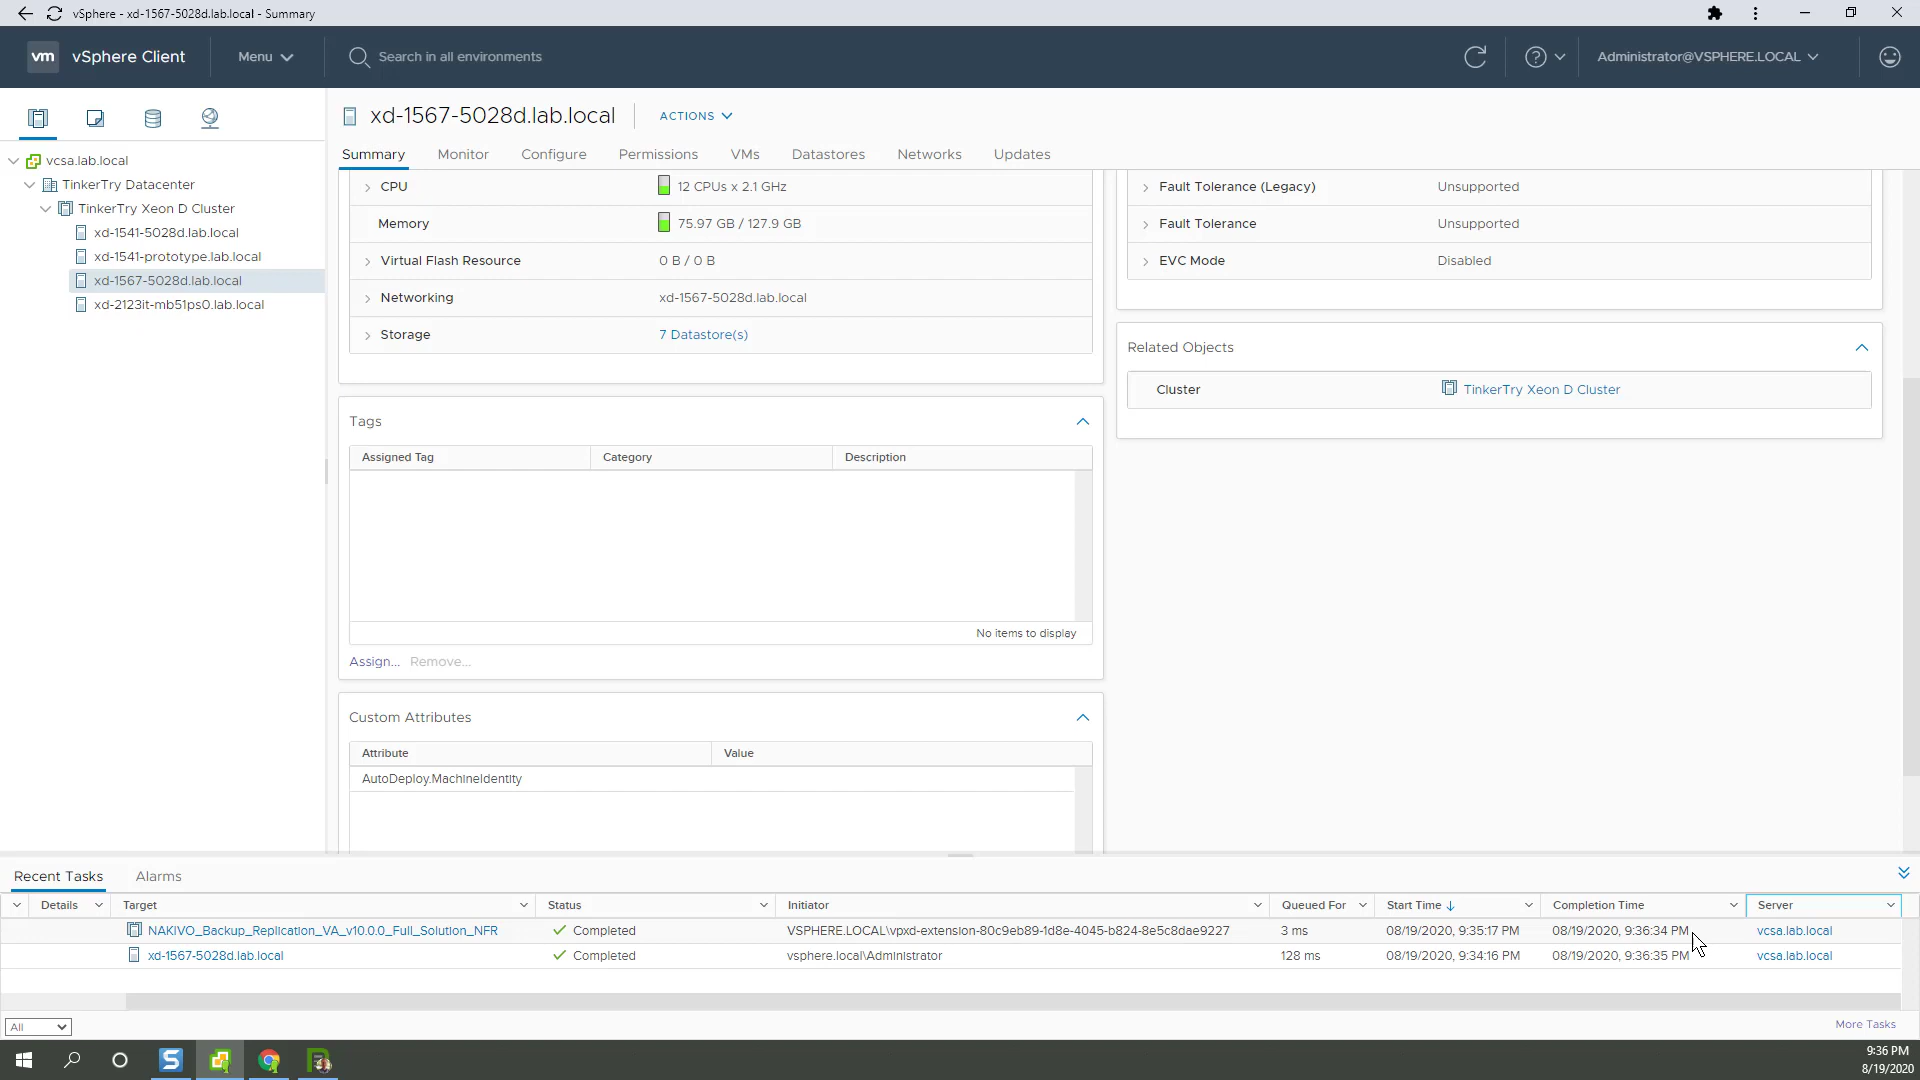 vSphere - xd-1567-5028d.lab.local - Summary
vm vSphere Client Menu Search in all environments Administrator@VSPHERE.LOCAL
vcsa.lab.local
TinkerTry Datacenter
TinkerTry Xeon D Cluster
xd-1541-5028d.lab.local
xd-1541-prototype.lab.local
xd-1567-5028d.lab.local
xd-2123it-mb51ps0.lab.local
xd-1567-5028d.lab.local ACTIONS
Summary Monitor Configure Permissions VMs Datastores Networks Updates
CPU 12 CPUs x 2.1 GHz
Memory 75.97 GB / 127.9 GB
Virtual Flash Resource 0 B / 0 B
Networking xd-1567-5028d.lab.local
Storage 7 Datastore(s)
Fault Tolerance (Legacy) Unsupported
Fault Tolerance Unsupported
EVC Mode Disabled
Related Objects
Cluster TinkerTry Xeon D Cluster
Tags
Assigned Tag Category Description
No items to display
Assign... Remove...
Custom Attributes
Attribute Value
AutoDeploy.MachineIdentity
Recent Tasks Alarms
Details Target Status Initiator Queued For Start Time Completion Time Server
NAKIVO_Backup_Replication_VA_v10.0.0_Full_Solution_NFR Completed VSPHERE.LOCAL\vpxd-extension-80c9eb89-1d8e-4045-b824-8e5c8dae9227 3 ms 08/19/2020, 9:35:17 PM 08/19/2020, 9:36:34 PM vcsa.lab.local
xd-1567-5028d.lab.local Completed vsphere.local\Administrator 128 ms 08/19/2020, 9:34:16 PM 08/19/2020, 9:36:35 PM vcsa.lab.local
All
More Tasks
9:36 PM
8/19/2020